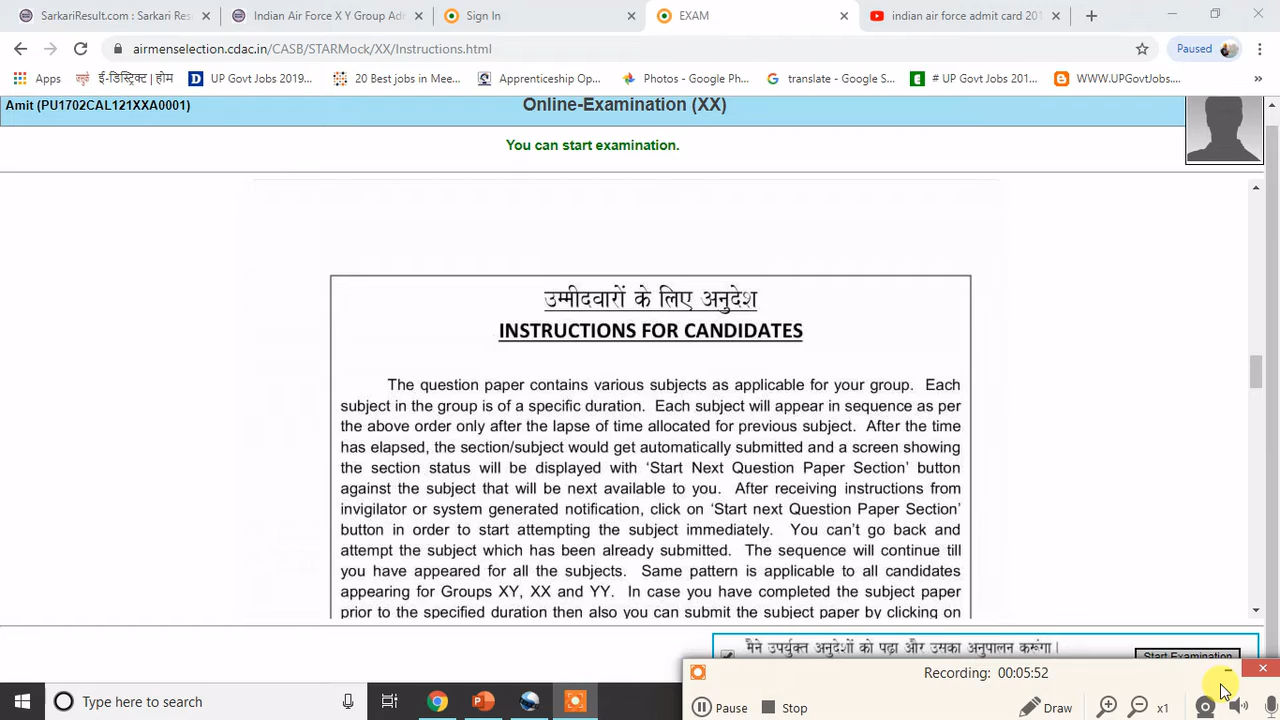 SarkariResult.com : Sarkari Res
Indian Air Force X Y Group A
Sign In
EXAM
indian air force admit card 201
airmenselection.cdac.in/CASB/STARMock/XX/Instructions.html
Paused
Apps
ई-डिस्ट्रिक्ट | होम
UP Govt Jobs 2019...
20 Best jobs in Mee...
Apprenticeship Op...
Photos - Google Ph...
translate - Google S...
# UP Govt Jobs 201...
WWW.UPGovtJobs....
Amit (PU1702CAL121XXA0001)
Online-Examination (XX)
You can start examination.
उम्मीदवारों के लिए अनुदेश
INSTRUCTIONS FOR CANDIDATES
The question paper contains various subjects as applicable for your group. Each
subject in the group is of a specific duration. Each subject will appear in sequence as per
the above order only after the lapse of time allocated for previous subject. After the time
has elapsed, the section/subject would get automatically submitted and a screen showing
the section status will be displayed with ‘Start Next Question Paper Section’ button
against the subject that will be next available to you. After receiving instructions from
invigilator or system generated notification, click on ‘Start next Question Paper Section’
button in order to start attempting the subject immediately. You can’t go back and
attempt the subject which has been already submitted. The sequence will continue till
you have appeared for all the subjects. Same pattern is applicable to all candidates
appearing for Groups XY, XX and YY. In case you have completed the subject paper
prior to the specified duration then also you can submit the subject paper by clicking on
मैने उपर्युक्त अनुदेशों को पढ़ा और उसका अनुपालन करूंगा।
Start Examination
Recording: 00:05:52
Type here to search
Pause
Stop
Draw
x1